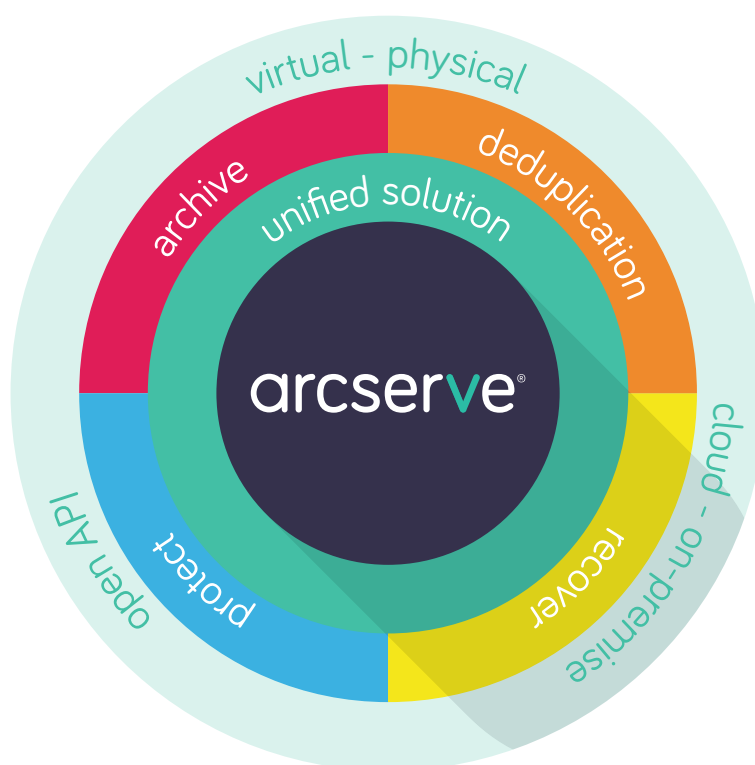 virtual - physical
archive
deduplication
unified solution
arcserve®
cloud - on-premise
recover
protect
open API